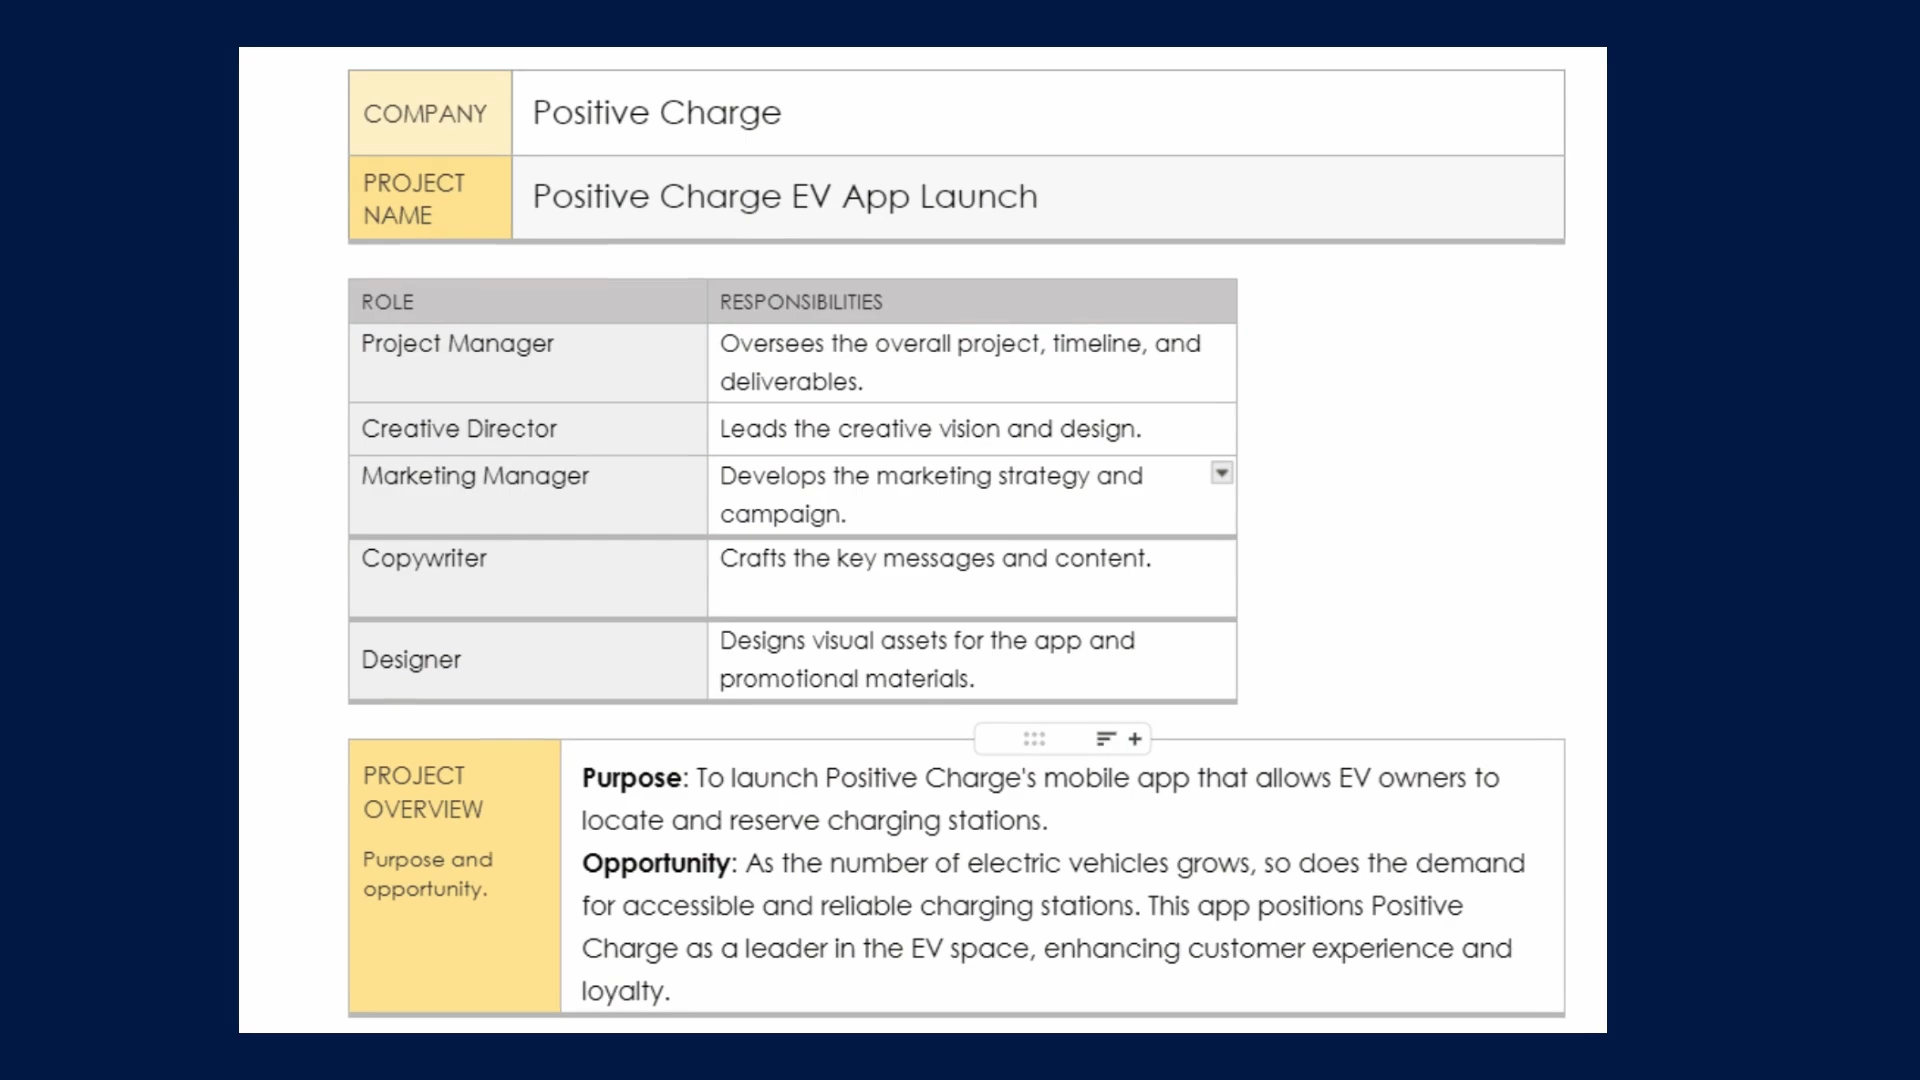 COMPANY
Positive Charge
PROJECT
NAME
Positive Charge EV App Launch
ROLE
RESPONSIBILITIES
Project Manager
Oversees the overall project, timeline, and
deliverables.
Creative Director
Leads the creative vision and design.
Marketing Manager
Develops the marketing strategy and
campaign.
Copywriter
Crafts the key messages and content.
Designer
Designs visual assets for the app and
promotional materials.
PROJECT
OVERVIEW
Purpose and
opportunity.
Purpose: To launch Positive Charge's mobile app that allows EV owners to
locate and reserve charging stations.
Opportunity: As the number of electric vehicles grows, so does the demand
for accessible and reliable charging stations. This app positions Positive
Charge as a leader in the EV space, enhancing customer experience and
loyalty.